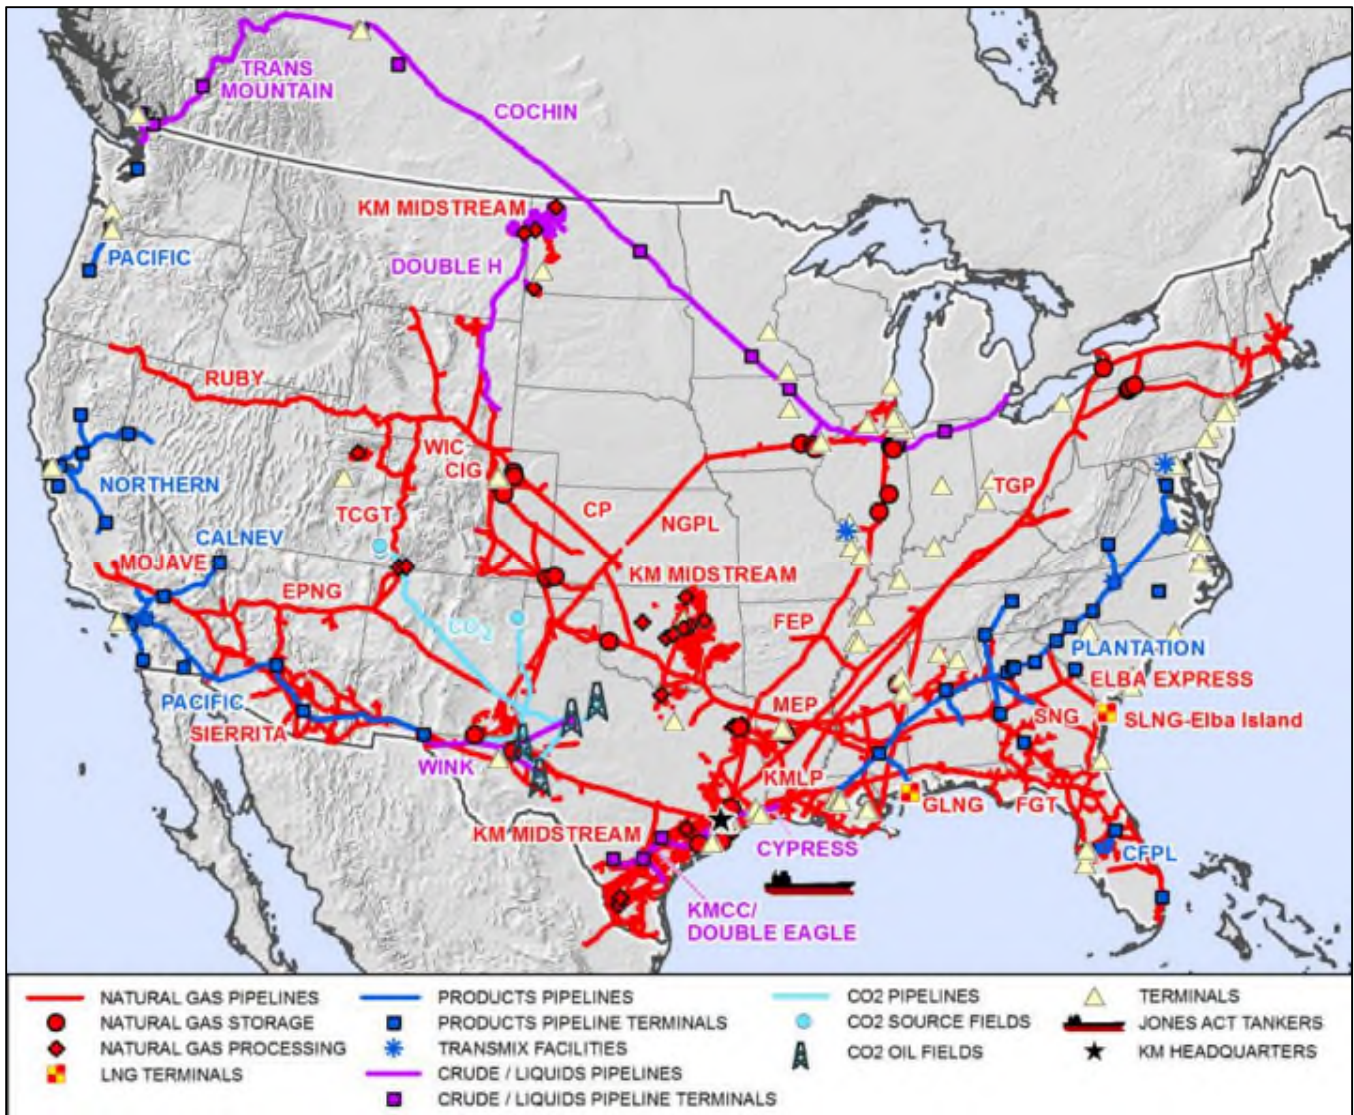 TRANS
MOUNTAIN
COCHIN
KM MIDSTREAM
PACIFIC
DOUBLE H
RUBY
WIC
CIG
NORTHERN
CP
NGPL
TGP
TCGT
CALNEV
MOJAVE
KM MIDSTREAM
EPNG
CO2
FEP
PLANTATION
ELBA EXPRESS
PACIFIC
MEP
SNG
SLNG-Elba Island
SIERRITA
WINK
KMLP
GLNG
FGT
KM MIDSTREAM
CYPRESS
CFPL
KMCC/
DOUBLE EAGLE
NATURAL GAS PIPELINES
NATURAL GAS STORAGE
NATURAL GAS PROCESSING
LNG TERMINALS
PRODUCTS PIPELINES
PRODUCTS PIPELINE TERMINALS
TRANSMIX FACILITIES
CRUDE / LIQUIDS PIPELINES
CRUDE / LIQUIDS PIPELINE TERMINALS
CO2 PIPELINES
CO2 SOURCE FIELDS
CO2 OIL FIELDS
TERMINALS
JONES ACT TANKERS
KM HEADQUARTERS